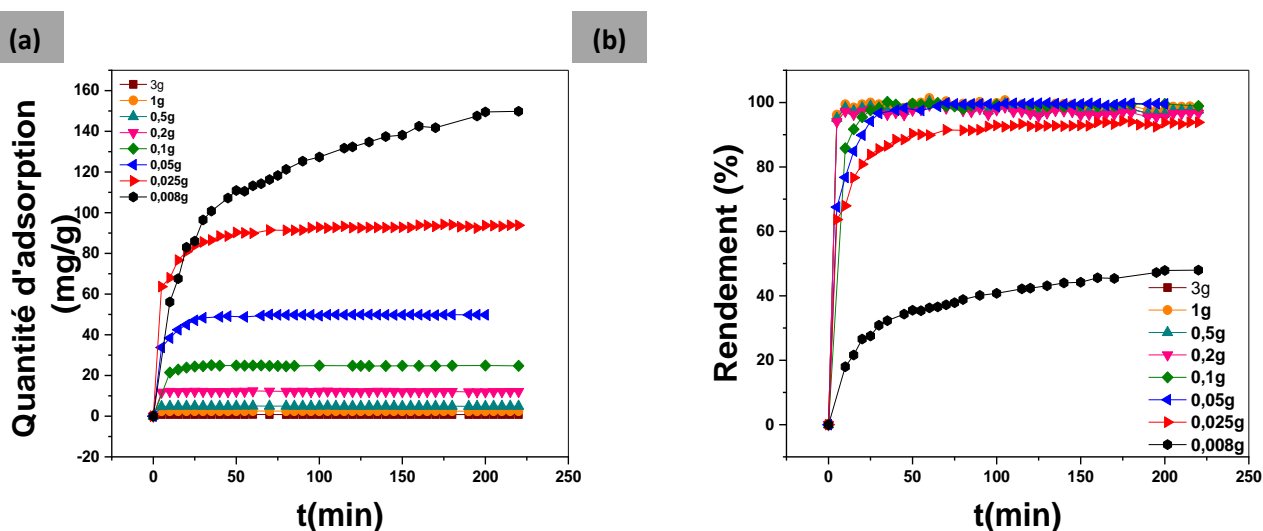 (a)
Quantité d'adsorption
(mg/g)
160
140
120
100
80
60
40
20
0
-20
3g
1g
0,5g
0,2g
0,1g
0,05g
0,025g
0,008g
0
50
100
150
200
250
t(min)
(b)
Rendement (%)
100
80
60
40
20
0
3g
1g
0,5g
0,2g
0,1g
0,05g
0,025g
0,008g
0
50
100
150
200
250
t(min)